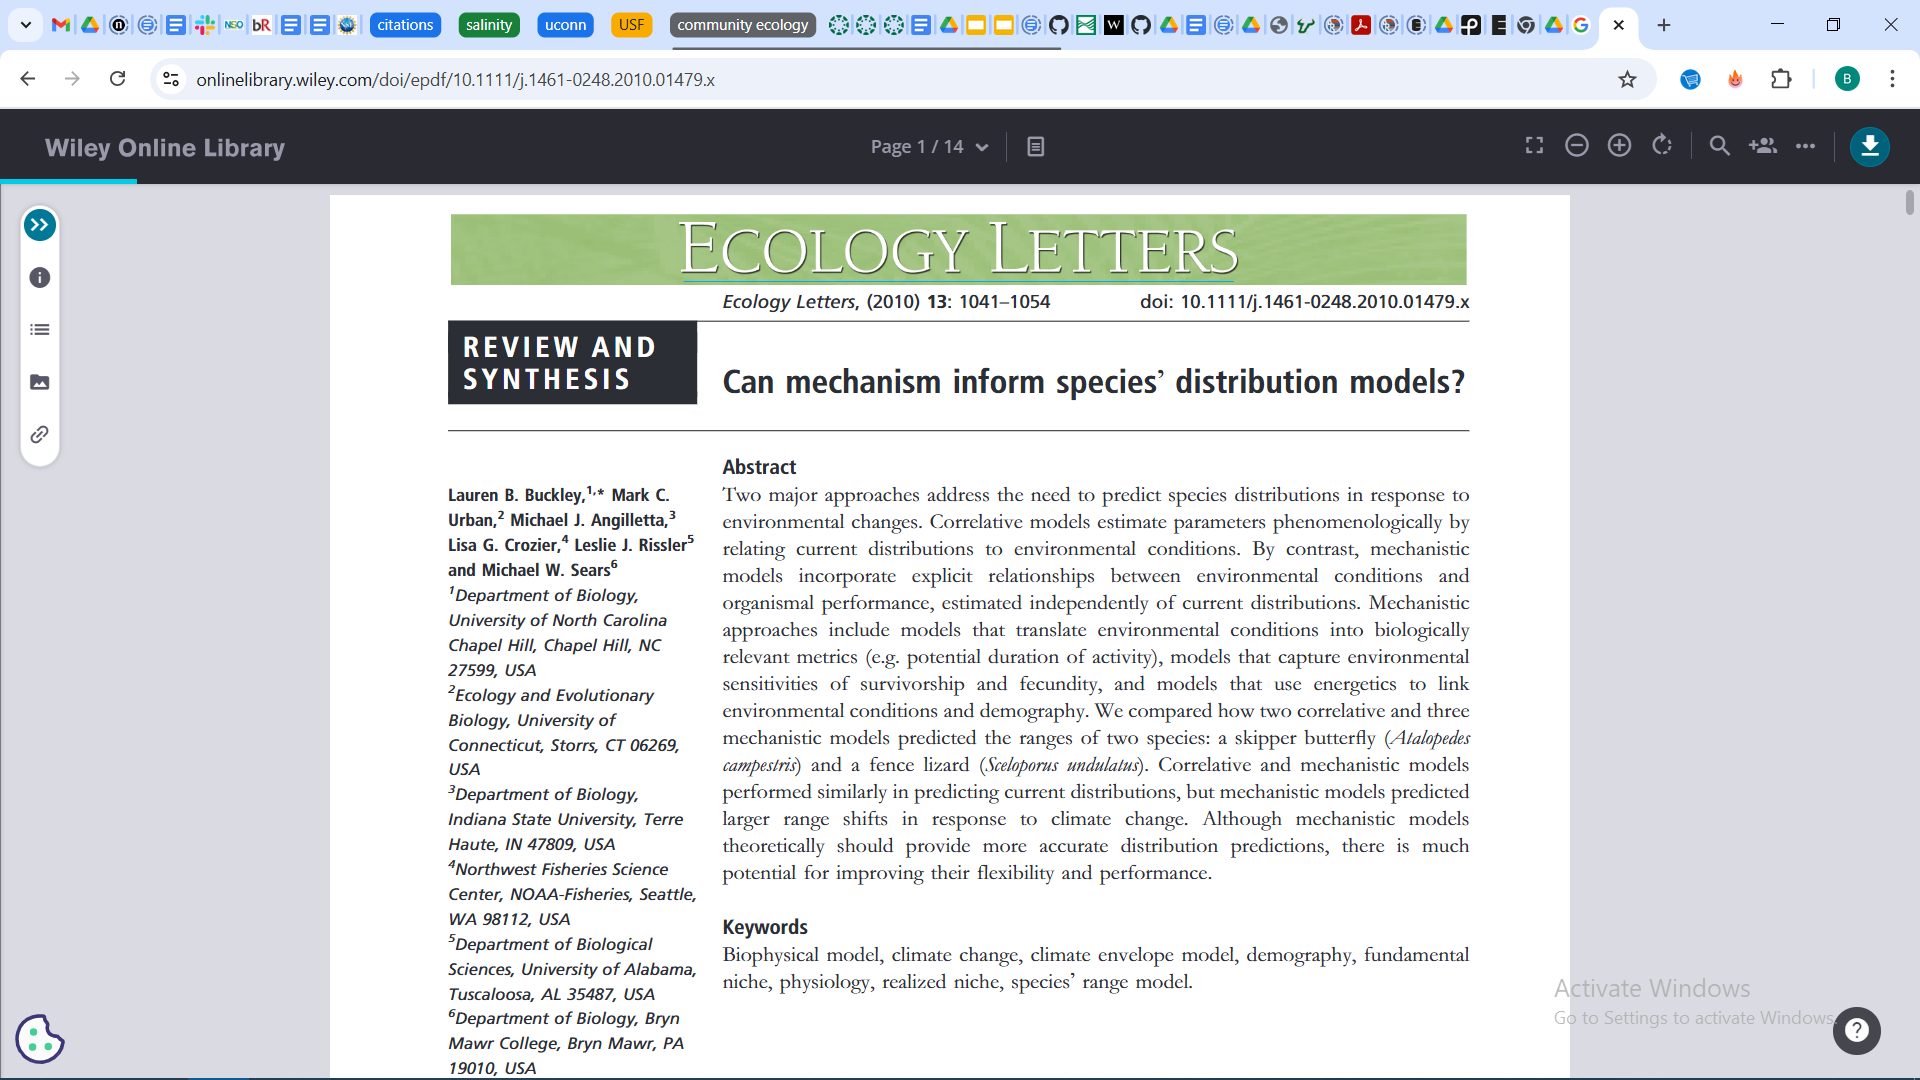 NSO
bR
citations
salinity
uconn
USF
community ecology
W
onlinelibrary.wiley.com/doi/epdf/10.1111/j.1461-0248.2010.01479.x
B
Wiley Online Library
Page 1 / 14
ECOLOGY LETTERS
Ecology Letters, (2010) 13: 1041–1054
doi: 10.1111/j.1461-0248.2010.01479.x
REVIEW AND
SYNTHESIS
Can mechanism inform species’ distribution models?
Lauren B. Buckley,1,* Mark C.
Urban,2 Michael J. Angilletta,3
Lisa G. Crozier,4 Leslie J. Rissler5
and Michael W. Sears6
1Department of Biology,
University of North Carolina
Chapel Hill, Chapel Hill, NC
27599, USA
2Ecology and Evolutionary
Biology, University of
Connecticut, Storrs, CT 06269,
USA
3Department of Biology,
Indiana State University, Terre
Haute, IN 47809, USA
4Northwest Fisheries Science
Center, NOAA-Fisheries, Seattle,
WA 98112, USA
5Department of Biological
Sciences, University of Alabama,
Tuscaloosa, AL 35487, USA
6Department of Biology, Bryn
Mawr College, Bryn Mawr, PA
19010, USA
Abstract
Two major approaches address the need to predict species distributions in response to
environmental changes. Correlative models estimate parameters phenomenologically by
relating current distributions to environmental conditions. By contrast, mechanistic
models incorporate explicit relationships between environmental conditions and
organismal performance, estimated independently of current distributions. Mechanistic
approaches include models that translate environmental conditions into biologically
relevant metrics (e.g. potential duration of activity), models that capture environmental
sensitivities of survivorship and fecundity, and models that use energetics to link
environmental conditions and demography. We compared how two correlative and three
mechanistic models predicted the ranges of two species: a skipper butterfly (Atalopedes
campestris) and a fence lizard (Sceloporus undulatus). Correlative and mechanistic models
performed similarly in predicting current distributions, but mechanistic models predicted
larger range shifts in response to climate change. Although mechanistic models
theoretically should provide more accurate distribution predictions, there is much
potential for improving their flexibility and performance.
Keywords
Biophysical model, climate change, climate envelope model, demography, fundamental
niche, physiology, realized niche, species’ range model.
Activate Windows
Go to Settings to activate Windows.